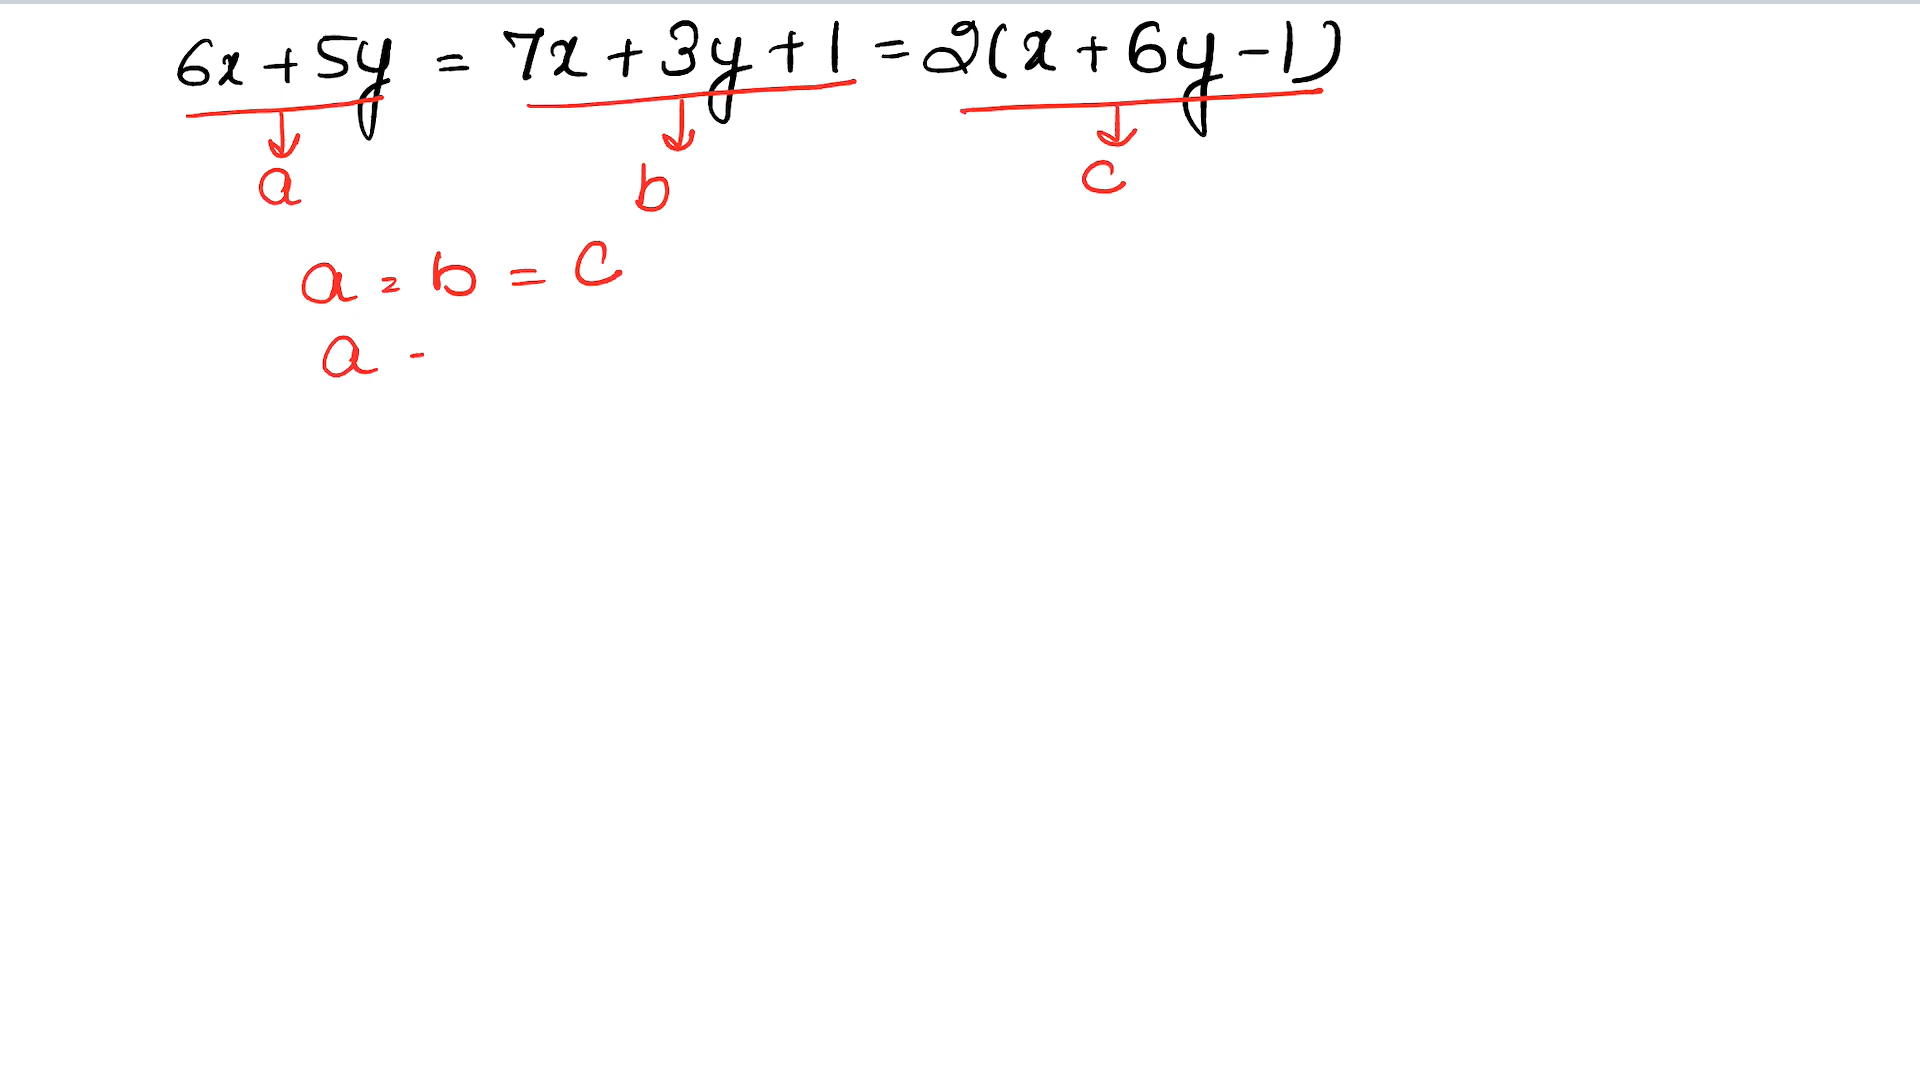 6x + 5y = 7x + 3y + 1 = 2(x + 6y - 1)
a b c
a = b = c
a -